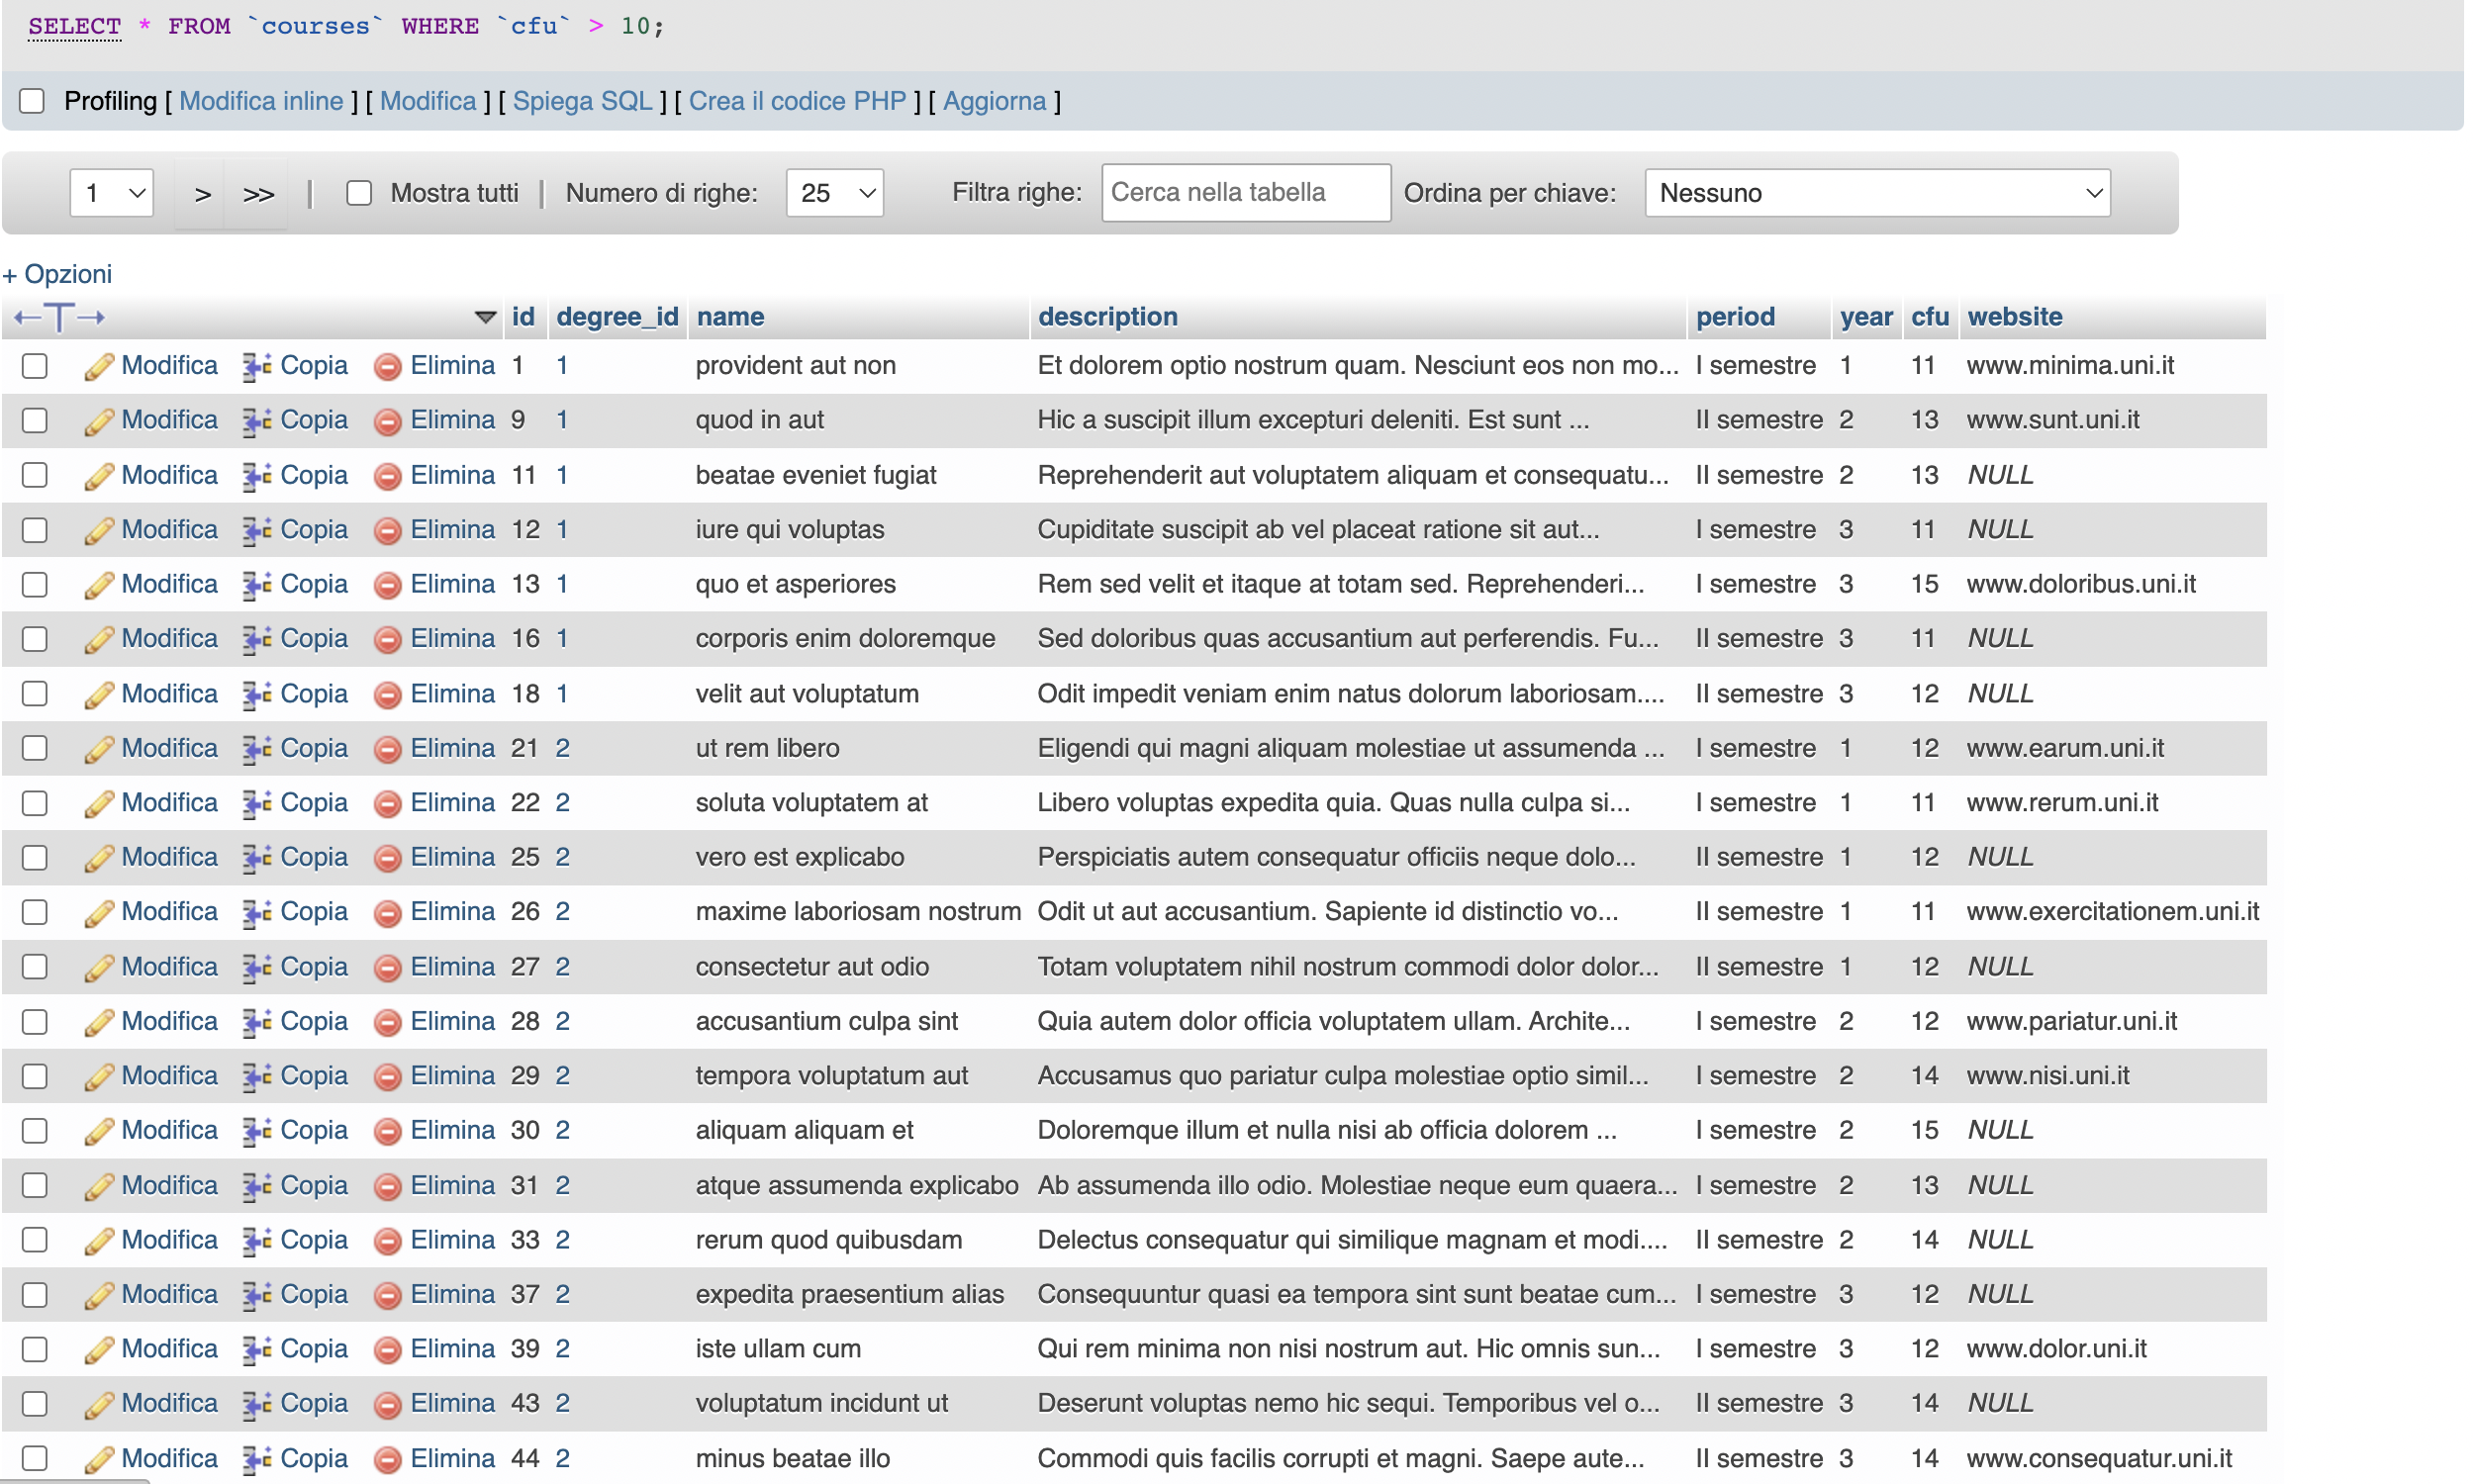 SELECT * FROM `courses` WHERE `cfu` > 10;
Profiling [ Modifica inline ] [ Modifica ] [ Spiega SQL ] [ Crea il codice PHP ] [ Aggiorna ]
1 > >> | Mostra tutti | Numero di righe: 25 Filtra righe: Cerca nella tabella Ordina per chiave: Nessuno
+ Opzioni
←T→ id degree_id name description period year cfu website
Modifica Copia Elimina 1 1 provident aut non Et dolorem optio nostrum quam. Nesciunt eos non mo... I semestre 1 11 www.minima.uni.it
Modifica Copia Elimina 9 1 quod in aut Hic a suscipit illum excepturi deleniti. Est sunt ... II semestre 2 13 www.sunt.uni.it
Modifica Copia Elimina 11 1 beatae eveniet fugiat Reprehenderit aut voluptatem aliquam et consequatu... II semestre 2 13 NULL
Modifica Copia Elimina 12 1 iure qui voluptas Cupiditate suscipit ab vel placeat ratione sit aut... I semestre 3 11 NULL
Modifica Copia Elimina 13 1 quo et asperiores Rem sed velit et itaque at totam sed. Reprehenderi... I semestre 3 15 www.doloribus.uni.it
Modifica Copia Elimina 16 1 corporis enim doloremque Sed doloribus quas accusantium aut perferendis. Fu... II semestre 3 11 NULL
Modifica Copia Elimina 18 1 velit aut voluptatum Odit impedit veniam enim natus dolorum laboriosam.... II semestre 3 12 NULL
Modifica Copia Elimina 21 2 ut rem libero Eligendi qui magni aliquam molestiae ut assumenda ... I semestre 1 12 www.earum.uni.it
Modifica Copia Elimina 22 2 soluta voluptatem at Libero voluptas expedita quia. Quas nulla culpa si... I semestre 1 11 www.rerum.uni.it
Modifica Copia Elimina 25 2 vero est explicabo Perspiciatis autem consequatur officiis neque dolo... II semestre 1 12 NULL
Modifica Copia Elimina 26 2 maxime laboriosam nostrum Odit ut aut accusantium. Sapiente id distinctio vo... II semestre 1 11 www.exercitationem.uni.it
Modifica Copia Elimina 27 2 consectetur aut odio Totam voluptatem nihil nostrum commodi dolor dolor... II semestre 1 12 NULL
Modifica Copia Elimina 28 2 accusantium culpa sint Quia autem dolor officia voluptatem ullam. Archite... I semestre 2 12 www.pariatur.uni.it
Modifica Copia Elimina 29 2 tempora voluptatum aut Accusamus quo pariatur culpa molestiae optio simil... I semestre 2 14 www.nisi.uni.it
Modifica Copia Elimina 30 2 aliquam aliquam et Doloremque illum et nulla nisi ab officia dolorem ... I semestre 2 15 NULL
Modifica Copia Elimina 31 2 atque assumenda explicabo Ab assumenda illo odio. Molestiae neque eum quaera... I semestre 2 13 NULL
Modifica Copia Elimina 33 2 rerum quod quibusdam Delectus consequatur qui similique magnam et modi.... II semestre 2 14 NULL
Modifica Copia Elimina 37 2 expedita praesentium alias Consequuntur quasi ea tempora sint sunt beatae cum... I semestre 3 12 NULL
Modifica Copia Elimina 39 2 iste ullam cum Qui rem minima non nisi nostrum aut. Hic omnis sun... I semestre 3 12 www.dolor.uni.it
Modifica Copia Elimina 43 2 voluptatum incidunt ut Deserunt voluptas nemo hic sequi. Temporibus vel o... II semestre 3 14 NULL
Modifica Copia Elimina 44 2 minus beatae illo Commodi quis facilis corrupti et magni. Saepe aute... II semestre 3 14 www.consequatur.uni.it